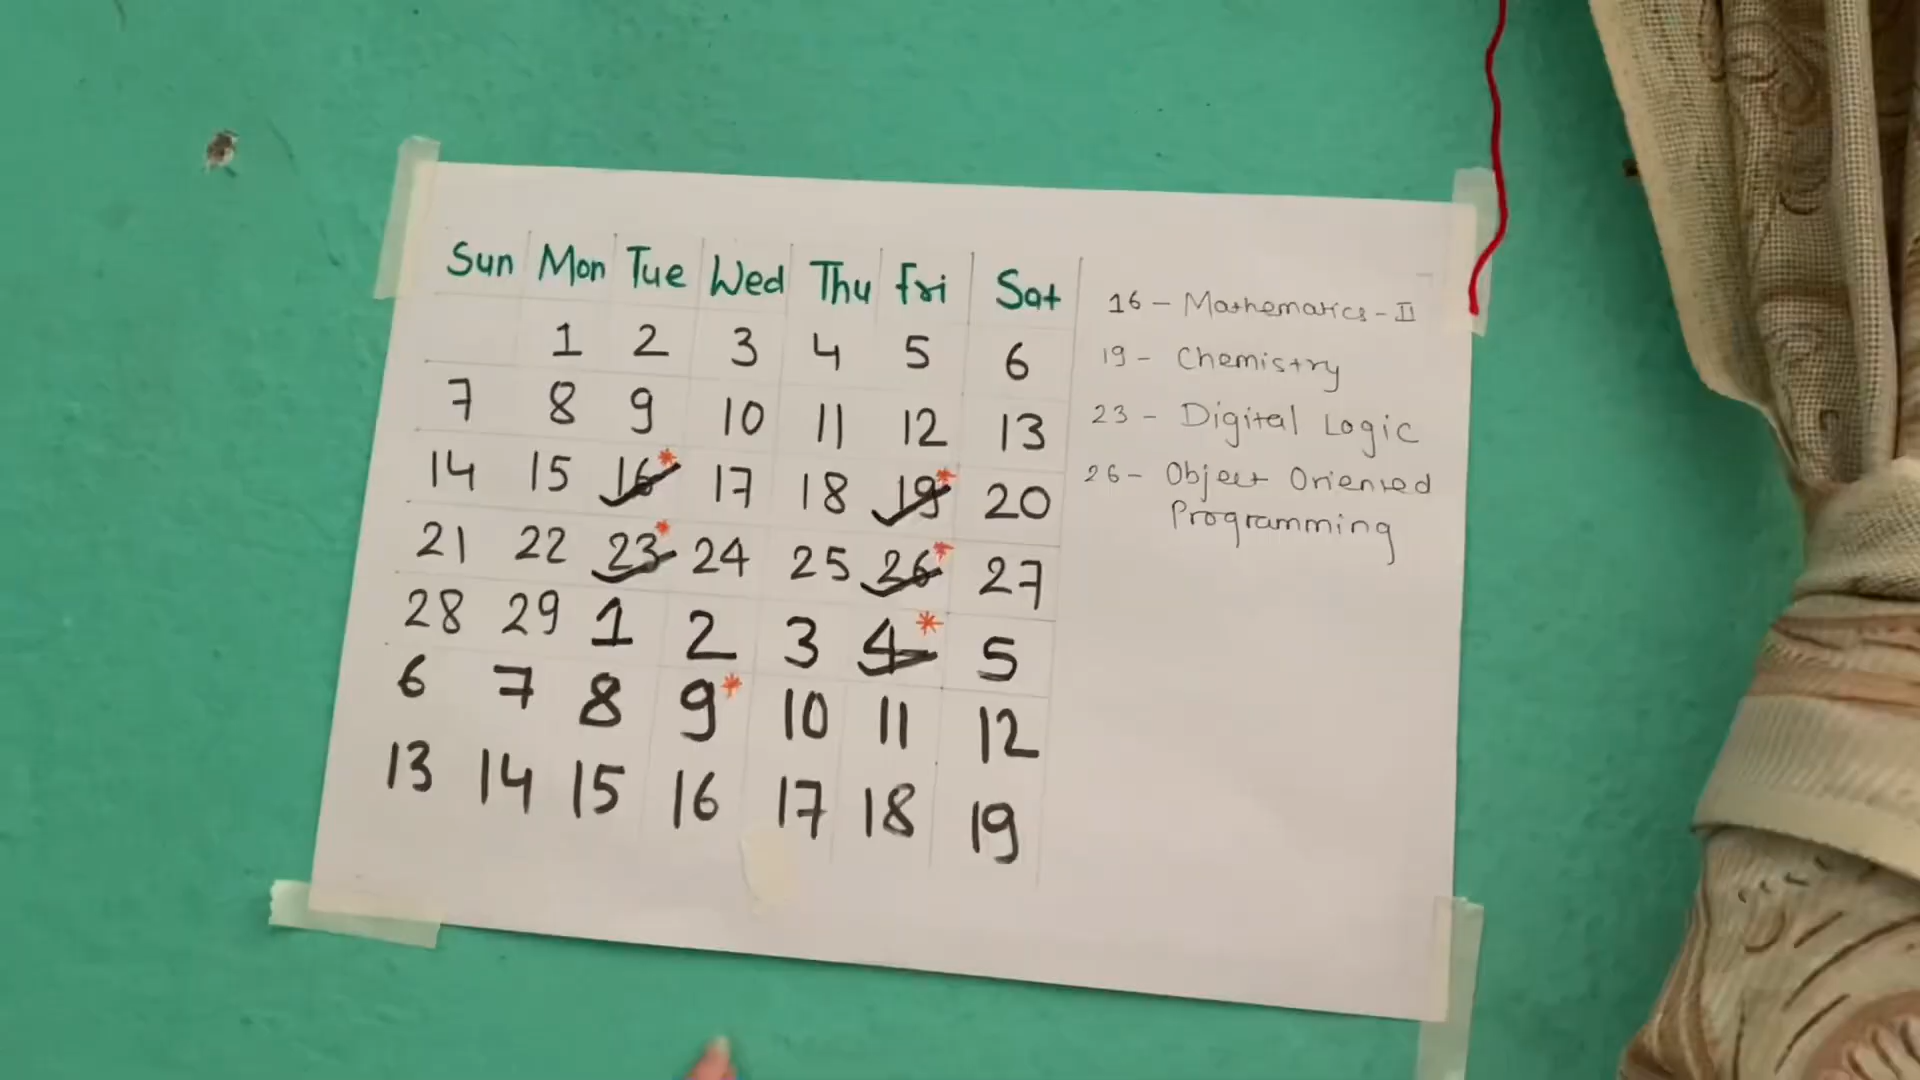 Sun Mon Tue Wed Thu Fri Sat
1 2 3 4 5 6
7 8 9 10 11 12 13
14 15 16* 17 18 19* 20
21 22 23* 24 25 26* 27
28 29 1 2 3 4* 5
6 7 8 9* 10 11 12
13 14 15 16 17 18 19
16 - Mathematics - II
19 - Chemistry
23 - Digital Logic
26 - Object Oriented
Programming